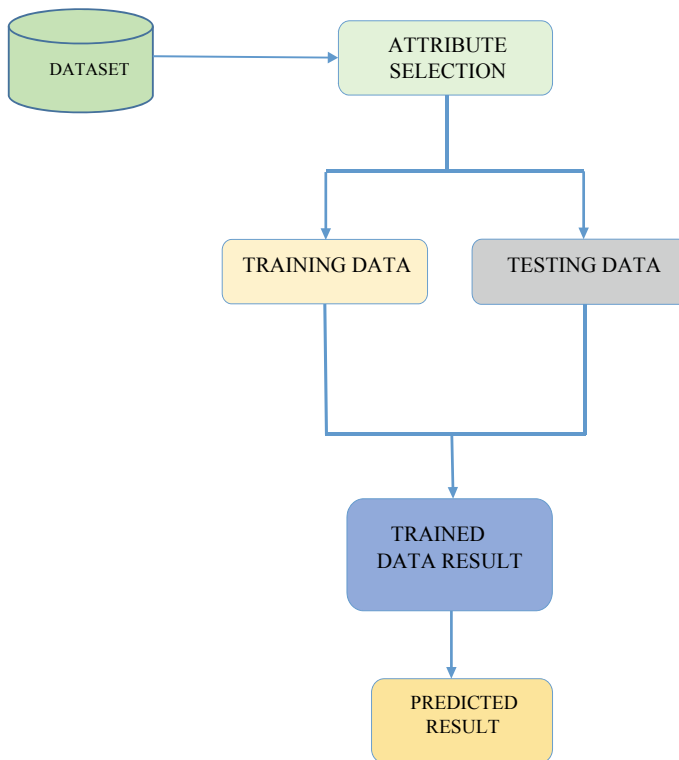 DATASET
ATTRIBUTE
SELECTION
TRAINING DATA
TESTING DATA
TRAINED
DATA RESULT
PREDICTED
RESULT